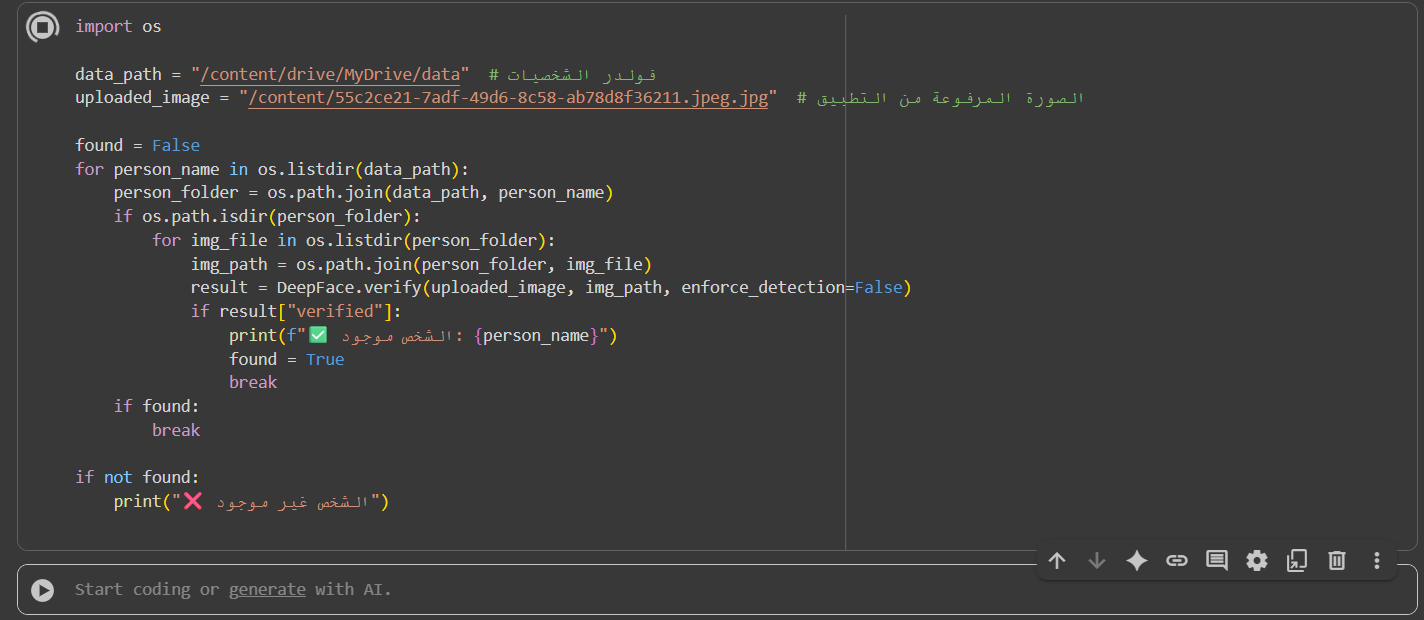 import os
data_path = "/content/drive/MyDrive/data"  # فولدر الشخصيات
uploaded_image = "/content/55c2ce21-7adf-49d6-8c58-ab78d8f36211.jpeg.jpg"  # الصورة المرفوعة من التطبيق
found = False
for person_name in os.listdir(data_path):
    person_folder = os.path.join(data_path, person_name)
    if os.path.isdir(person_folder):
        for img_file in os.listdir(person_folder):
            img_path = os.path.join(person_folder, img_file)
            result = DeepFace.verify(uploaded_image, img_path, enforce_detection=False)
            if result["verified"]:
                print(f"✅ الشخص موجود: {person_name}")
                found = True
                break
    if found:
        break
if not found:
    print("❌ الشخص غير موجود")
Start coding or generate with AI.